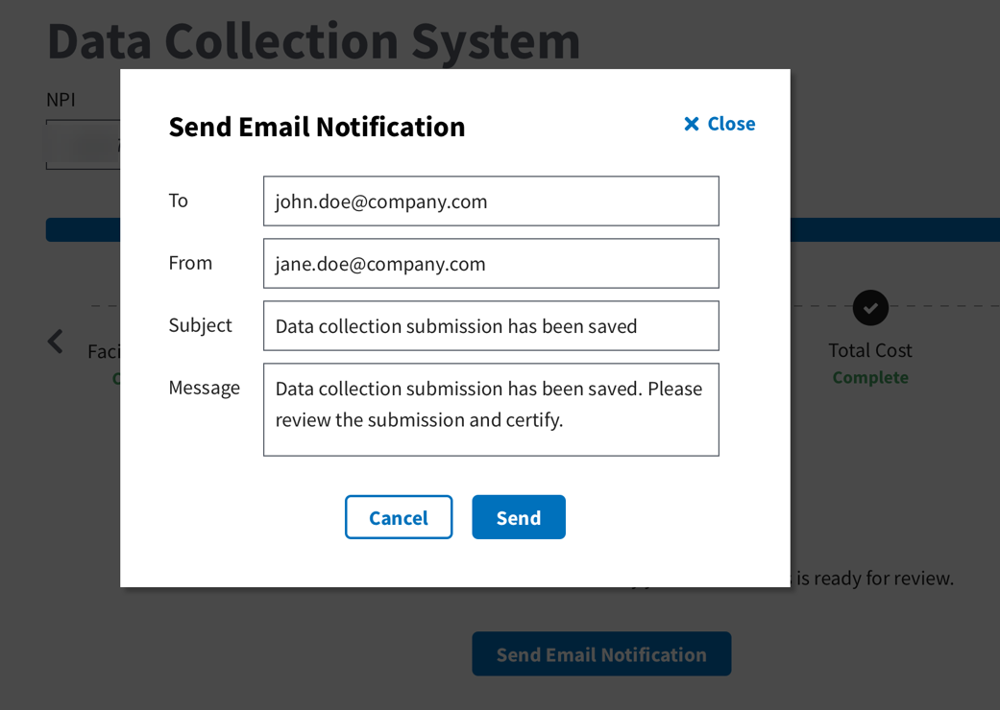 Data Collection System
NPI
Send Email Notification
Close
To
john.doe@company.com
From
jane.doe@company.com
Subject
Data collection submission has been saved
Message
Data collection submission has been saved. Please
review the submission and certify.
Cancel
Send
Faci
Total Cost
Complete
is ready for review.
Send Email Notification